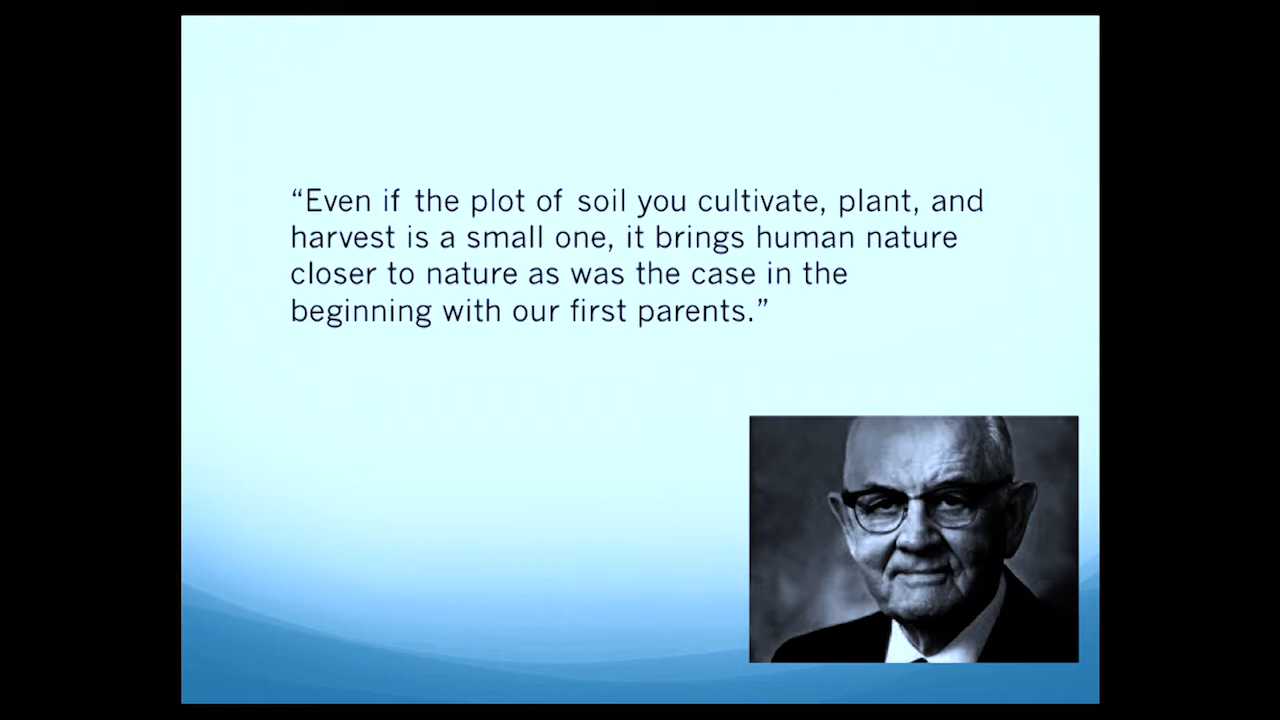 “Even if the plot of soil you cultivate, plant, and
harvest is a small one, it brings human nature
closer to nature as was the case in the
beginning with our first parents.”